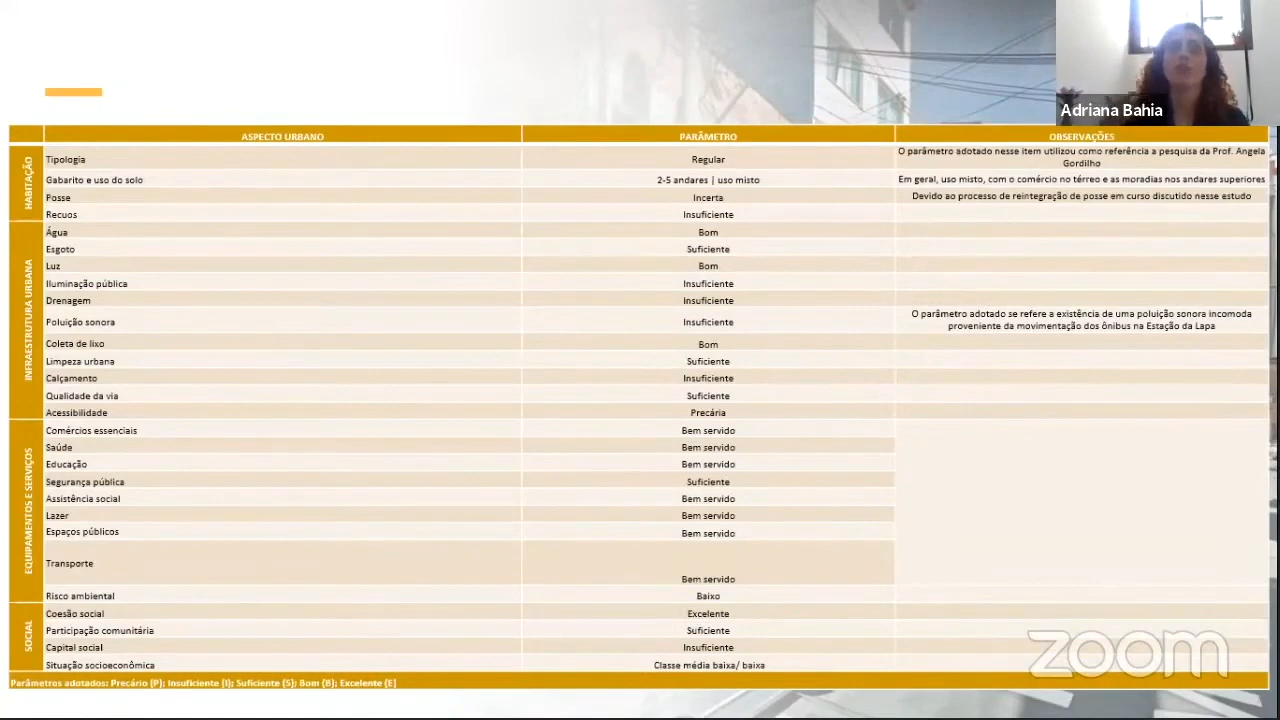 Adriana Bahia
ASPECTO URBANO PARÂMETRO OBSERVAÇÕES
HABITAÇÃO
Tipologia Regular O parâmetro adotado nesse item utilizou como referência a pesquisa da Prof. Angela
Gordilho
Gabarito e uso do solo 2-5 andares | uso misto Em geral, uso misto, com o comércio no térreo e as moradias nos andares superiores
Posse Incerta Devido ao processo de reintegração de posse em curso discutido nesse estudo
Recuos Insuficiente
INFRAESTRUTURA URBANA
Água Bom
Esgoto Suficiente
Luz Bom
Iluminação pública Insuficiente
Drenagem Insuficiente
Poluição sonora Insuficiente O parâmetro adotado se refere a existência de uma poluição sonora incomoda
proveniente da movimentação dos ônibus na Estação da Lapa
Coleta de lixo Bom
Limpeza urbana Suficiente
Calçamento Insuficiente
Qualidade da via Suficiente
Acessibilidade Precária
EQUIPAMENTOS E SERVIÇOS
Comércios essenciais Bem servido
Saúde Bem servido
Educação Bem servido
Segurança pública Suficiente
Assistência social Bem servido
Lazer Bem servido
Espaços públicos Bem servido
Transporte Bem servido
Risco ambiental Baixo
SOCIAL
Coesão social Excelente
Participação comunitária Suficiente
Capital social Insuficiente
Situação socioeconômica Classe média baixa/ baixa
Parâmetros adotados: Precário (P); Insuficiente (I); Suficiente (S); Bom (B); Excelente (E]
zoom